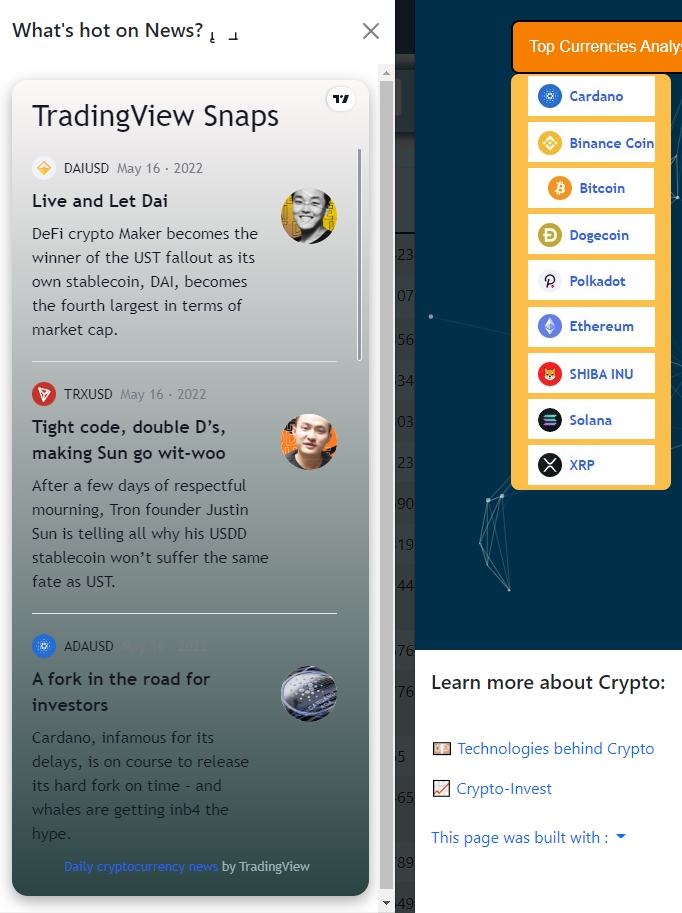 What's hot on News?
TradingView Snaps
DAIUSD May 16 · 2022
Live and Let Dai
DeFi crypto Maker becomes the
winner of the UST fallout as its
own stablecoin, DAI, becomes
the fourth largest in terms of
market cap.
TRXUSD May 16 · 2022
Tight code, double D’s,
making Sun go wit-woo
After a few days of respectful
mourning, Tron founder Justin
Sun is telling all why his USDD
stablecoin won’t suffer the same
fate as UST.
ADAUSD May 16 · 2022
A fork in the road for
investors
Cardano, infamous for its
delays, is on course to release
its hard fork on time - and
whales are getting inb4 the
hype.
Daily cryptocurrency news by TradingView
Top Currencies Analys
Cardano
Binance Coin
Bitcoin
Dogecoin
Polkadot
Ethereum
SHIBA INU
Solana
XRP
Learn more about Crypto:
Technologies behind Crypto
Crypto-Invest
This page was built with :